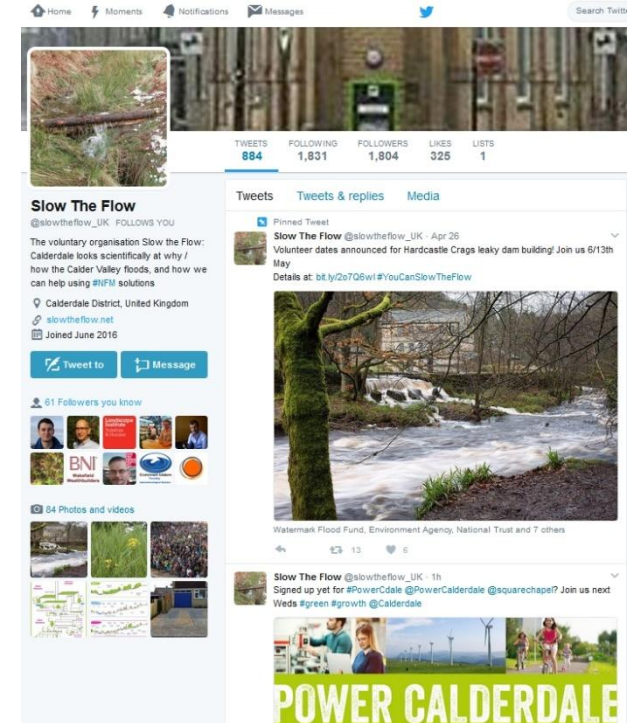 Home Moments Notifications Messages Search Twitte
TWEETS FOLLOWING FOLLOWERS LIKES LISTS
884 1,831 1,804 325 1
Slow The Flow
@slowtheflow_UK FOLLOWS YOU
The voluntary organisation Slow the Flow:
Calderdale looks scientifically at why /
how the Calder Valley floods, and how we
can help using #NFM solutions
Calderdale District, United Kingdom
slowtheflow.net
Joined June 2016
Tweet to Message
61 Followers you know
BNI
84 Photos and videos
Tweets Tweets & replies Media
Pinned Tweet
Slow The Flow @slowtheflow_UK · Apr 26
Volunteer dates announced for Hardcastle Crags leaky dam building! Join us 6/13th
May
Details at: bit.ly/2o7Q6wI #YouCanSlowTheFlow
Watermark Flood Fund, Environment Agency, National Trust and 7 others
13 6
Slow The Flow @slowtheflow_UK · 1h
Signed up yet for #PowerCdale @PowerCalderdale @squarechapel? Join us next
Weds #green #growth @Calderdale
POWER CALDERDALE